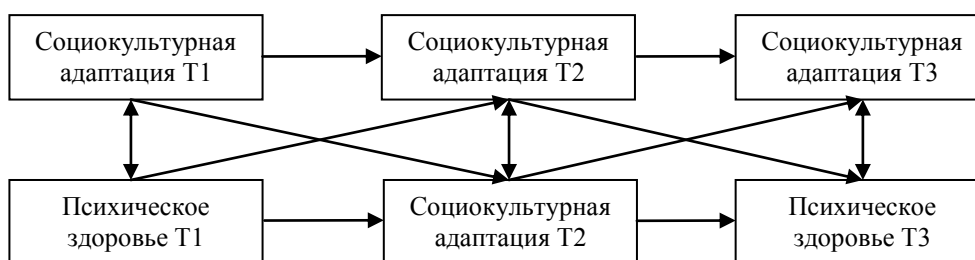 Социокультурная
адаптация Т1
Социокультурная
адаптация Т2
Социокультурная
адаптация Т3
Психическое
здоровье Т1
Социокультурная
адаптация Т2
Психическое
здоровье Т3